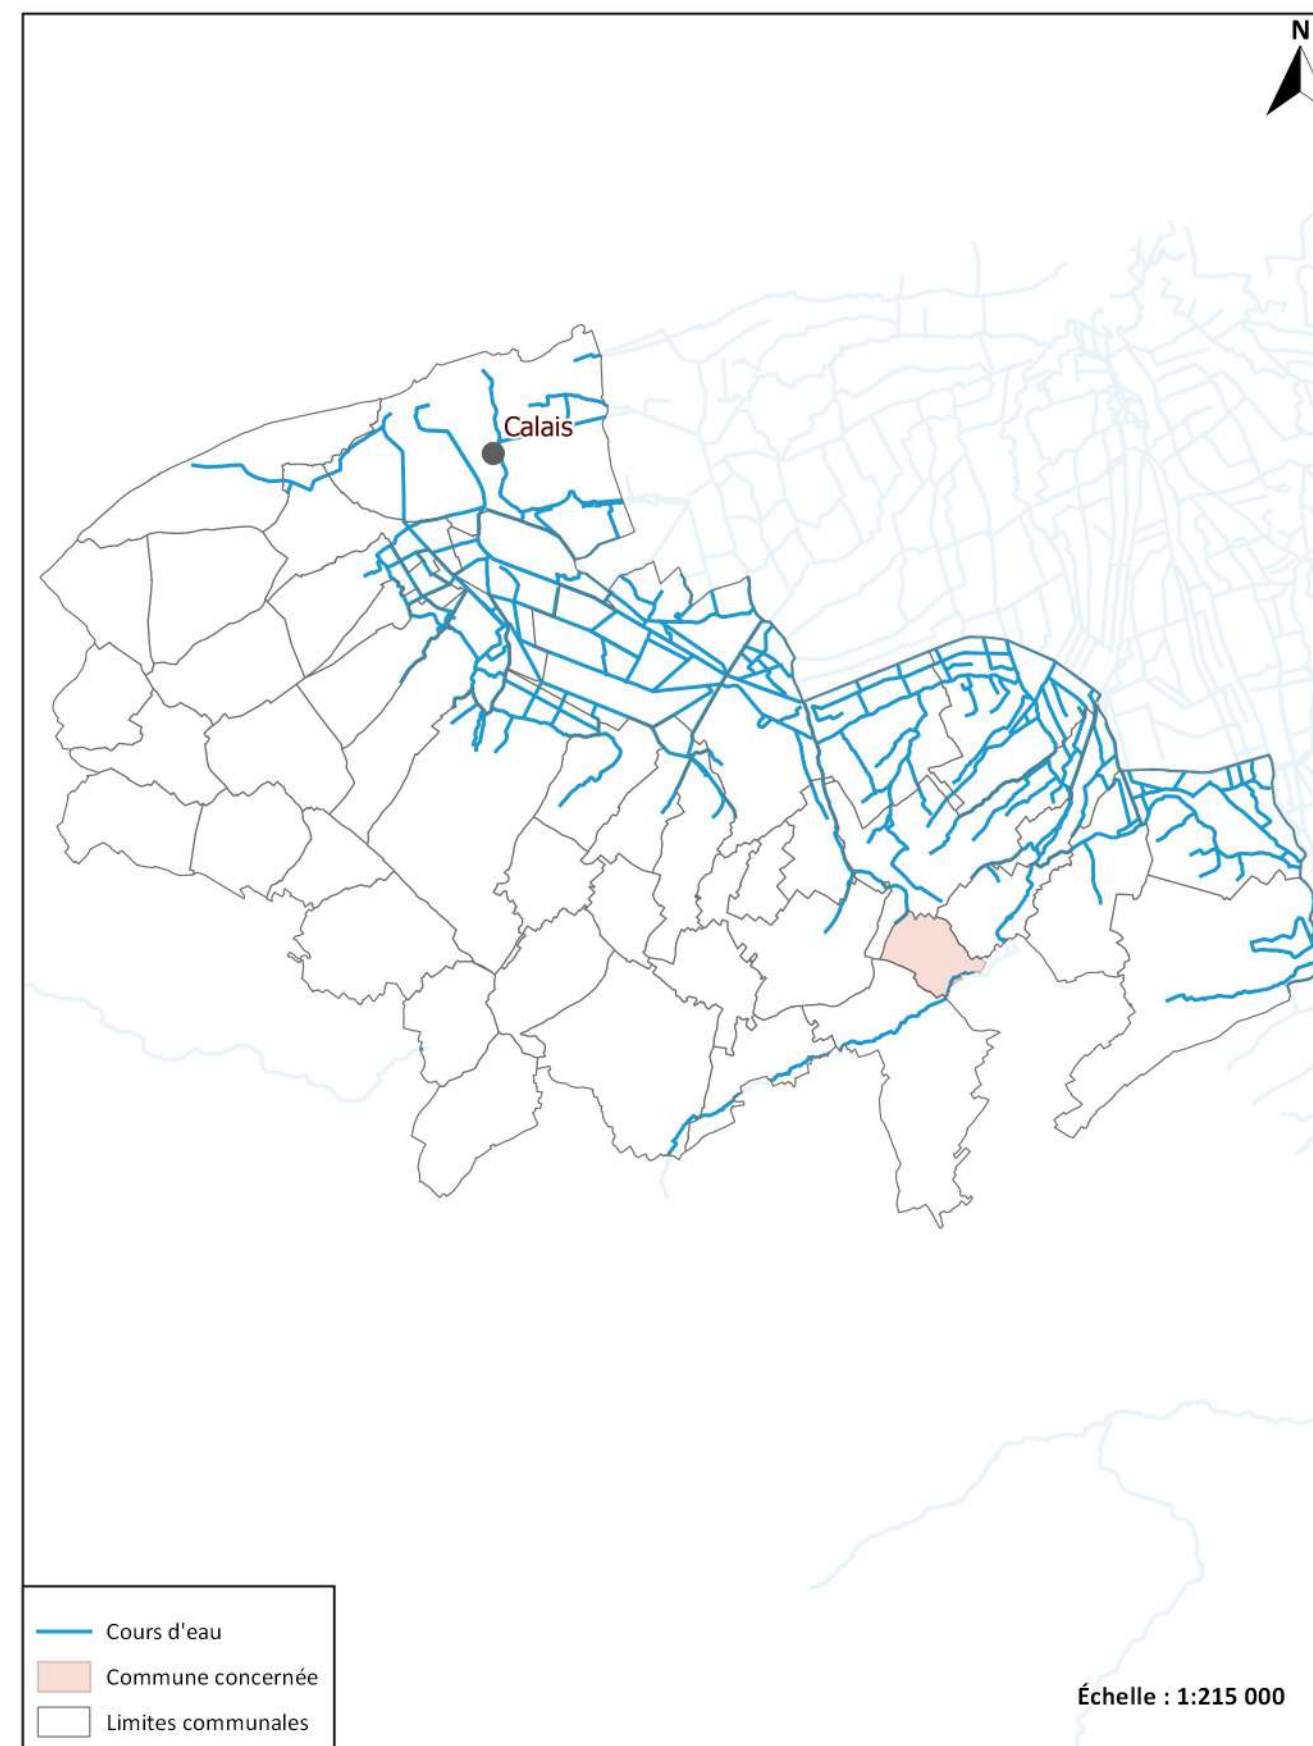 N
Calais
Cours d'eau
Commune concernée
Limites communales
Échelle : 1:215 000